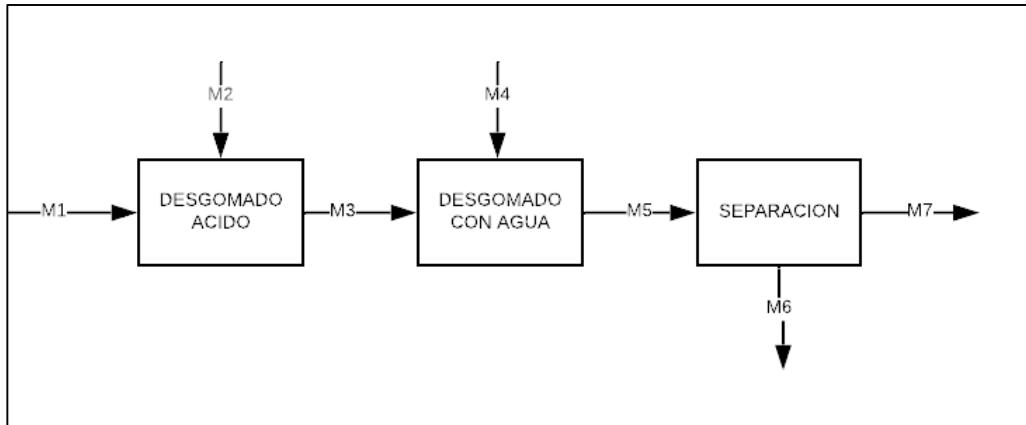 M2
M4
M1
DESGOMADO
ACIDO
M3
DESGOMADO
CON AGUA
M5
SEPARACION
M7
M6